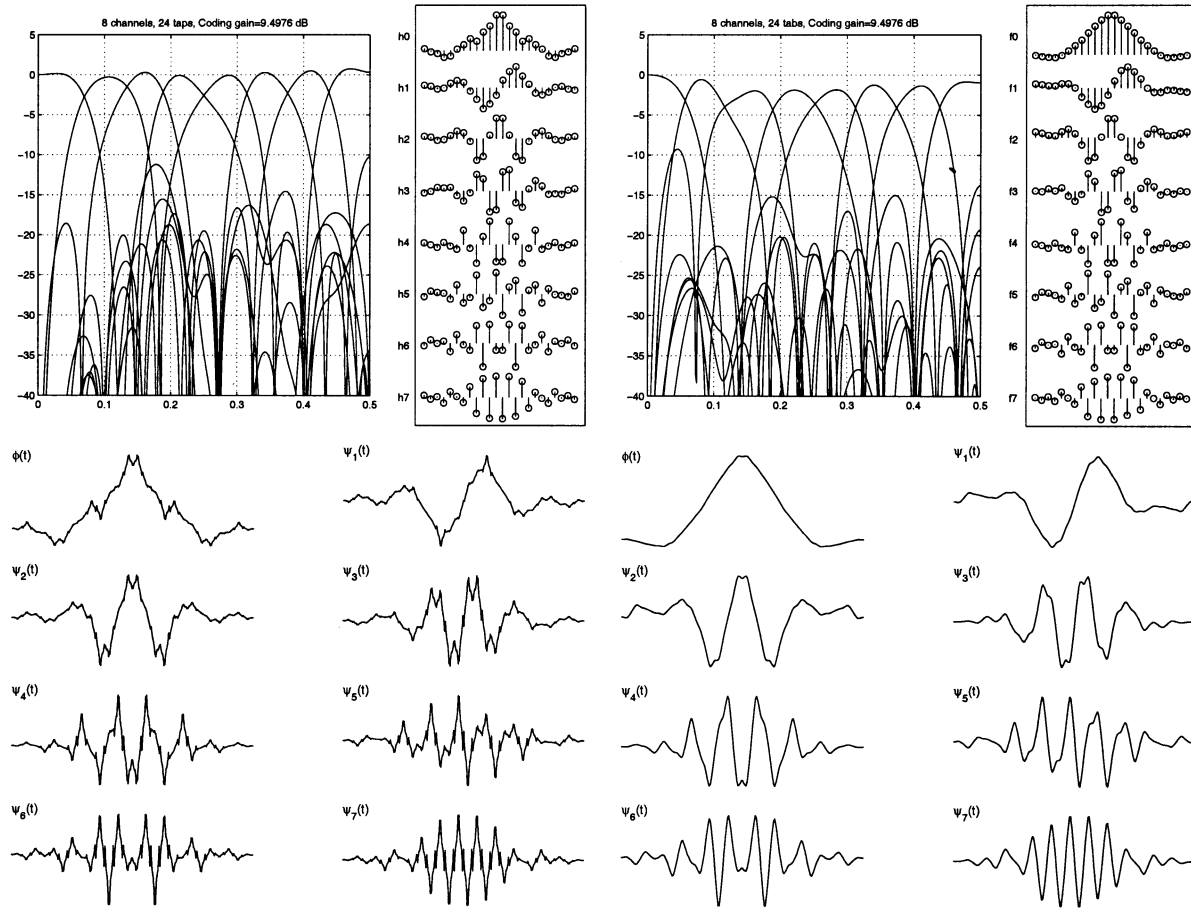 8 channels, 24 taps, Coding gain=9.4976 dB
5
0
−5
−10
−15
−20
−25
−30
−35
−40
0
0.1
0.2
0.3
0.4
0.5
h0
h1
h2
h3
h4
h5
h6
h7
8 channels, 24 tabs, Coding gain=9.4976 dB
5
0
−5
−10
−15
−20
−25
−30
−35
−40
0
0.1
0.2
0.3
0.4
0.5
f0
f1
f2
f3
f4
f5
f6
f7
ϕ(t)
ψ₁(t)
ϕ(t)
ψ₁(t)
ψ₂(t)
ψ₃(t)
ψ₂(t)
ψ₃(t)
ψ₄(t)
ψ₅(t)
ψ₄(t)
ψ₅(t)
ψ₆(t)
ψ₇(t)
ψ₆(t)
ψ₇(t)